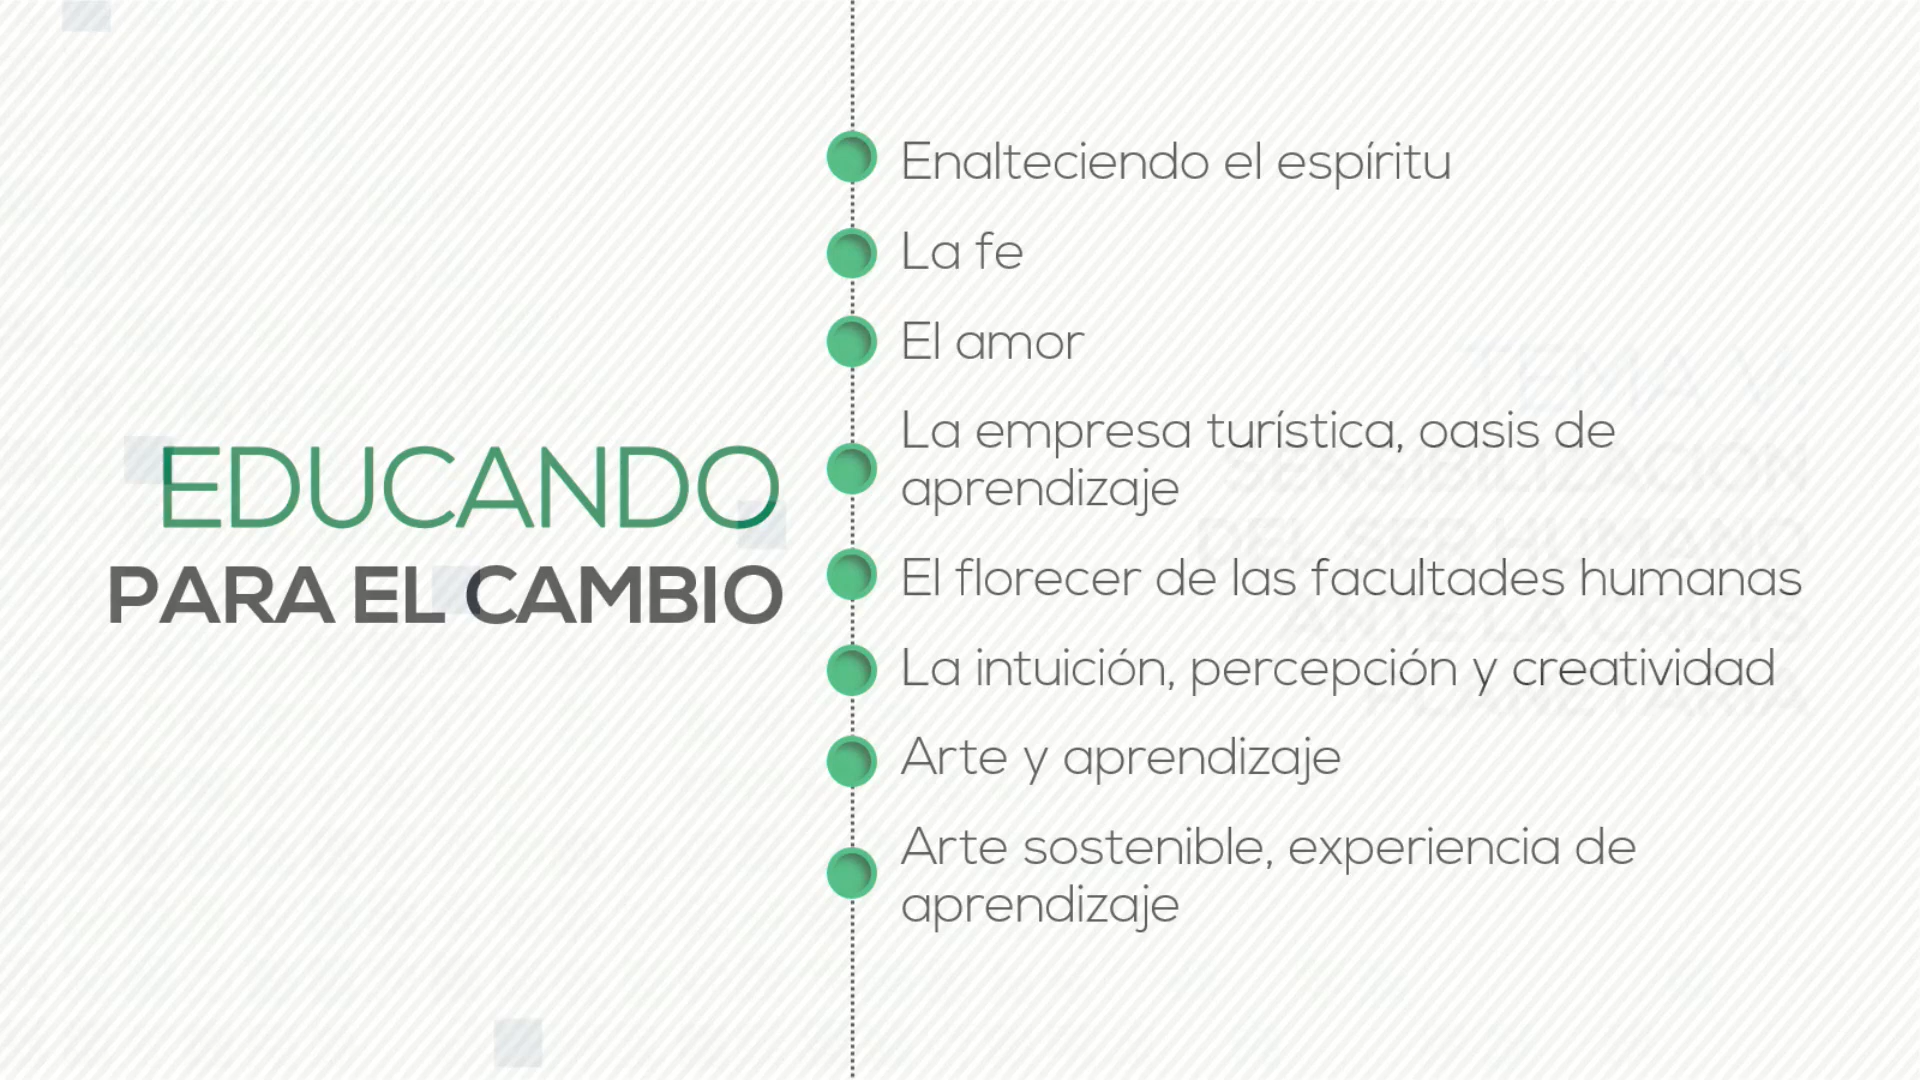 EDUCANDO
PARA EL CAMBIO
Enalteciendo el espíritu
La fe
El amor
La empresa turística, oasis de
aprendizaje
El florecer de las facultades humanas
La intuición, percepción y creatividad
Arte y aprendizaje
Arte sostenible, experiencia de
aprendizaje